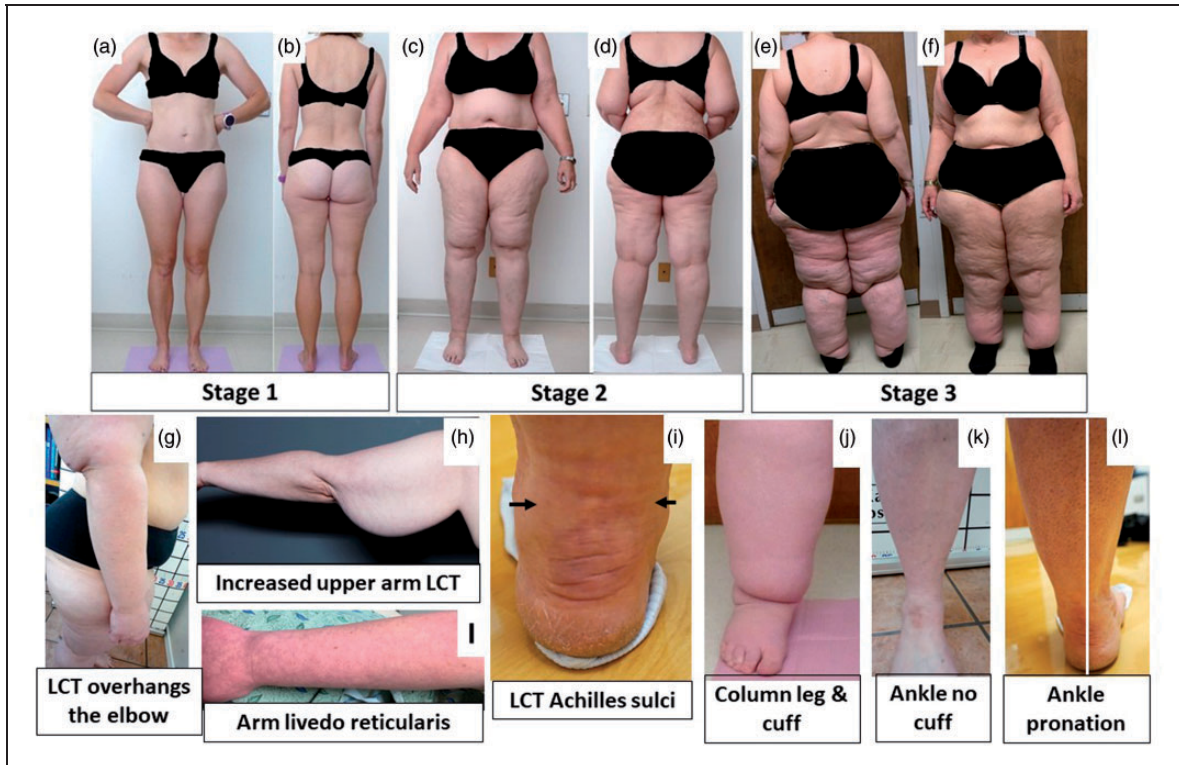 (a)
(b)
(c)
(d)
(e)
(f)
Stage 1
Stage 2
Stage 3
(g)
(h)
(i)
(j)
(k)
(l)
Increased upper arm LCT
I
LCT overhangs
the elbow
Arm livedo reticularis
LCT Achilles sulci
Column leg &
cuff
Ankle no
cuff
Ankle
pronation